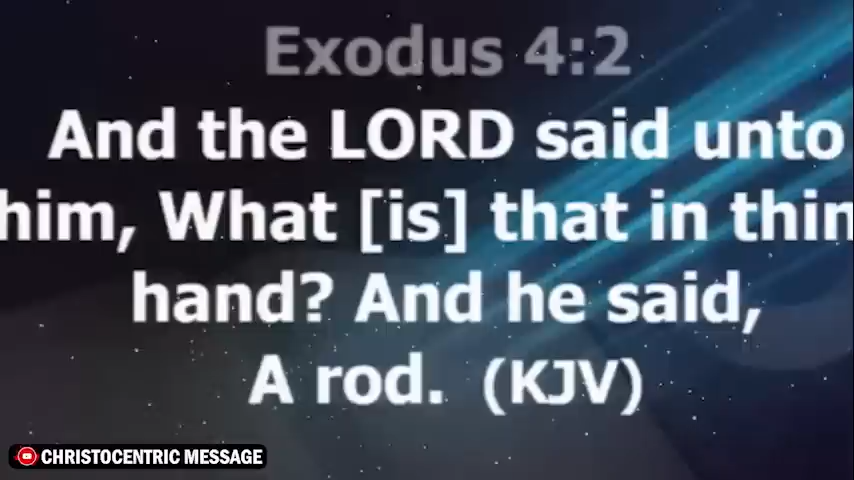 Exodus 4:2
And the LORD said unto
him, What [is] that in thin
hand? And he said,
A rod. (KJV)
CHRISTOCENTRIC MESSAGE